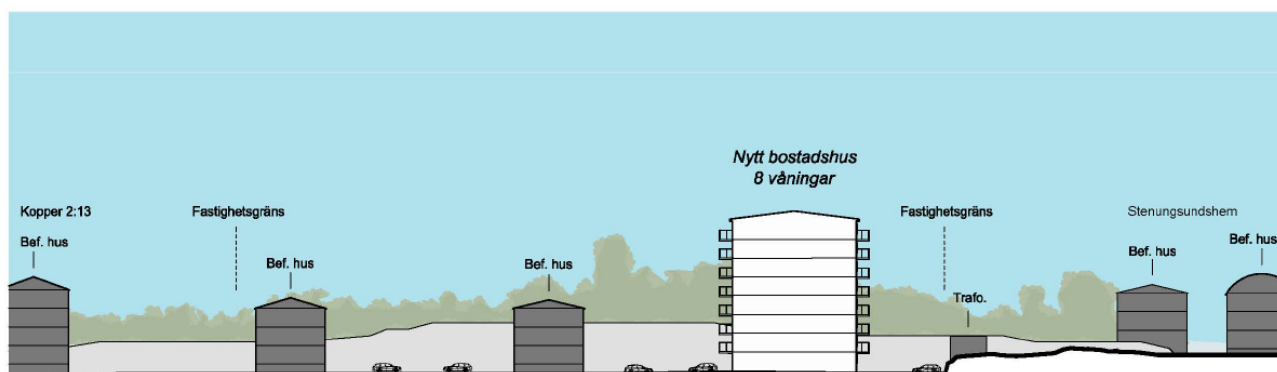 Nytt bostadshus
8 våningar
Kopper 2:13
Fastighetsgräns
Fastighetsgräns
Stenungsundshem
Bef. hus
Bef. hus
Bef. hus
Bef. hus
Bef. hus
Trafo.